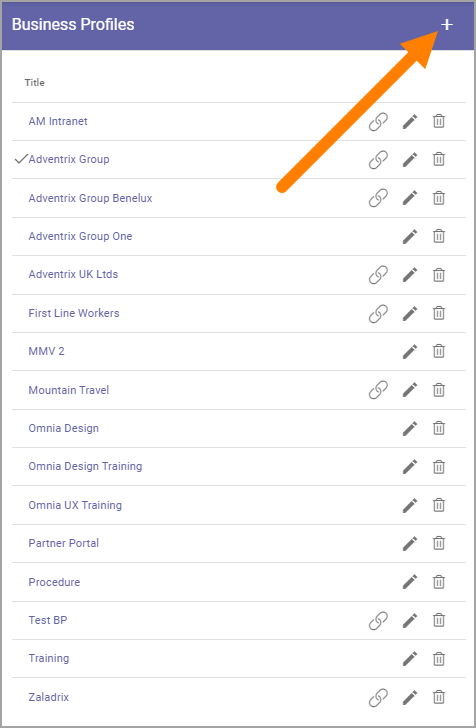 Business Profiles
Title
AM Intranet
Adventrix Group
Adventrix Group Benelux
Adventrix Group One
Adventrix UK Ltds
First Line Workers
MMV 2
Mountain Travel
Omnia Design
Omnia Design Training
Omnia UX Training
Partner Portal
Procedure
Test BP
Training
Zaladrix